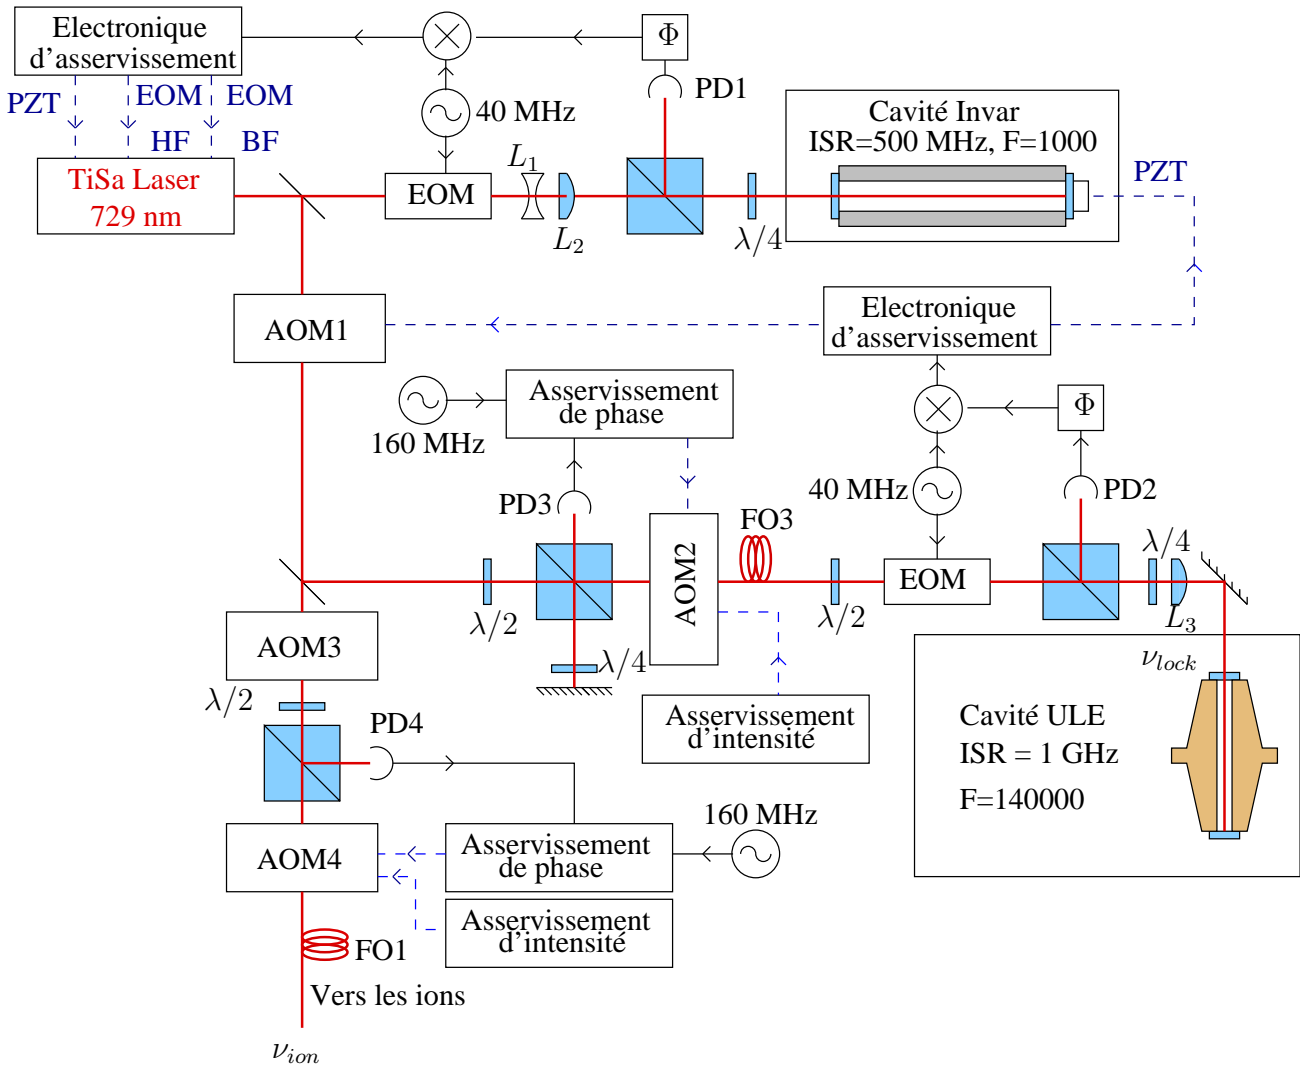 Electronique
d'asservissement
Φ
PD1
PZT
EOM
EOM
HF
BF
40 MHz
Cavité Invar
ISR=500 MHz, F=1000
TiSa Laser
729 nm
EOM
L1
L2
λ/4
PZT
AOM1
Electronique
d'asservissement
Asservissement
de phase
160 MHz
Φ
PD3
40 MHz
PD2
FO3
AOM2
EOM
λ/4
λ/2
λ/2
L3
AOM3
λ/4
νlock
λ/2
PD4
Asservissement
d'intensité
Cavité ULE
ISR = 1 GHz
F=140000
160 MHz
AOM4
Asservissement
de phase
Asservissement
d'intensité
FO1
Vers les ions
νion